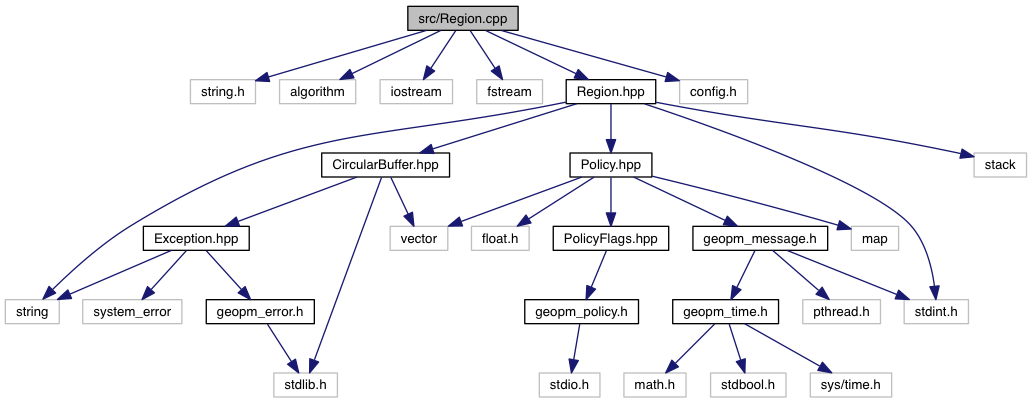 src/Region.cpp
string.h
algorithm
iostream
fstream
Region.hpp
config.h
CircularBuffer.hpp
Policy.hpp
stack
Exception.hpp
vector
float.h
PolicyFlags.hpp
geopm_message.h
map
string
system_error
geopm_error.h
geopm_policy.h
geopm_time.h
pthread.h
stdint.h
stdlib.h
stdio.h
math.h
stdbool.h
sys/time.h